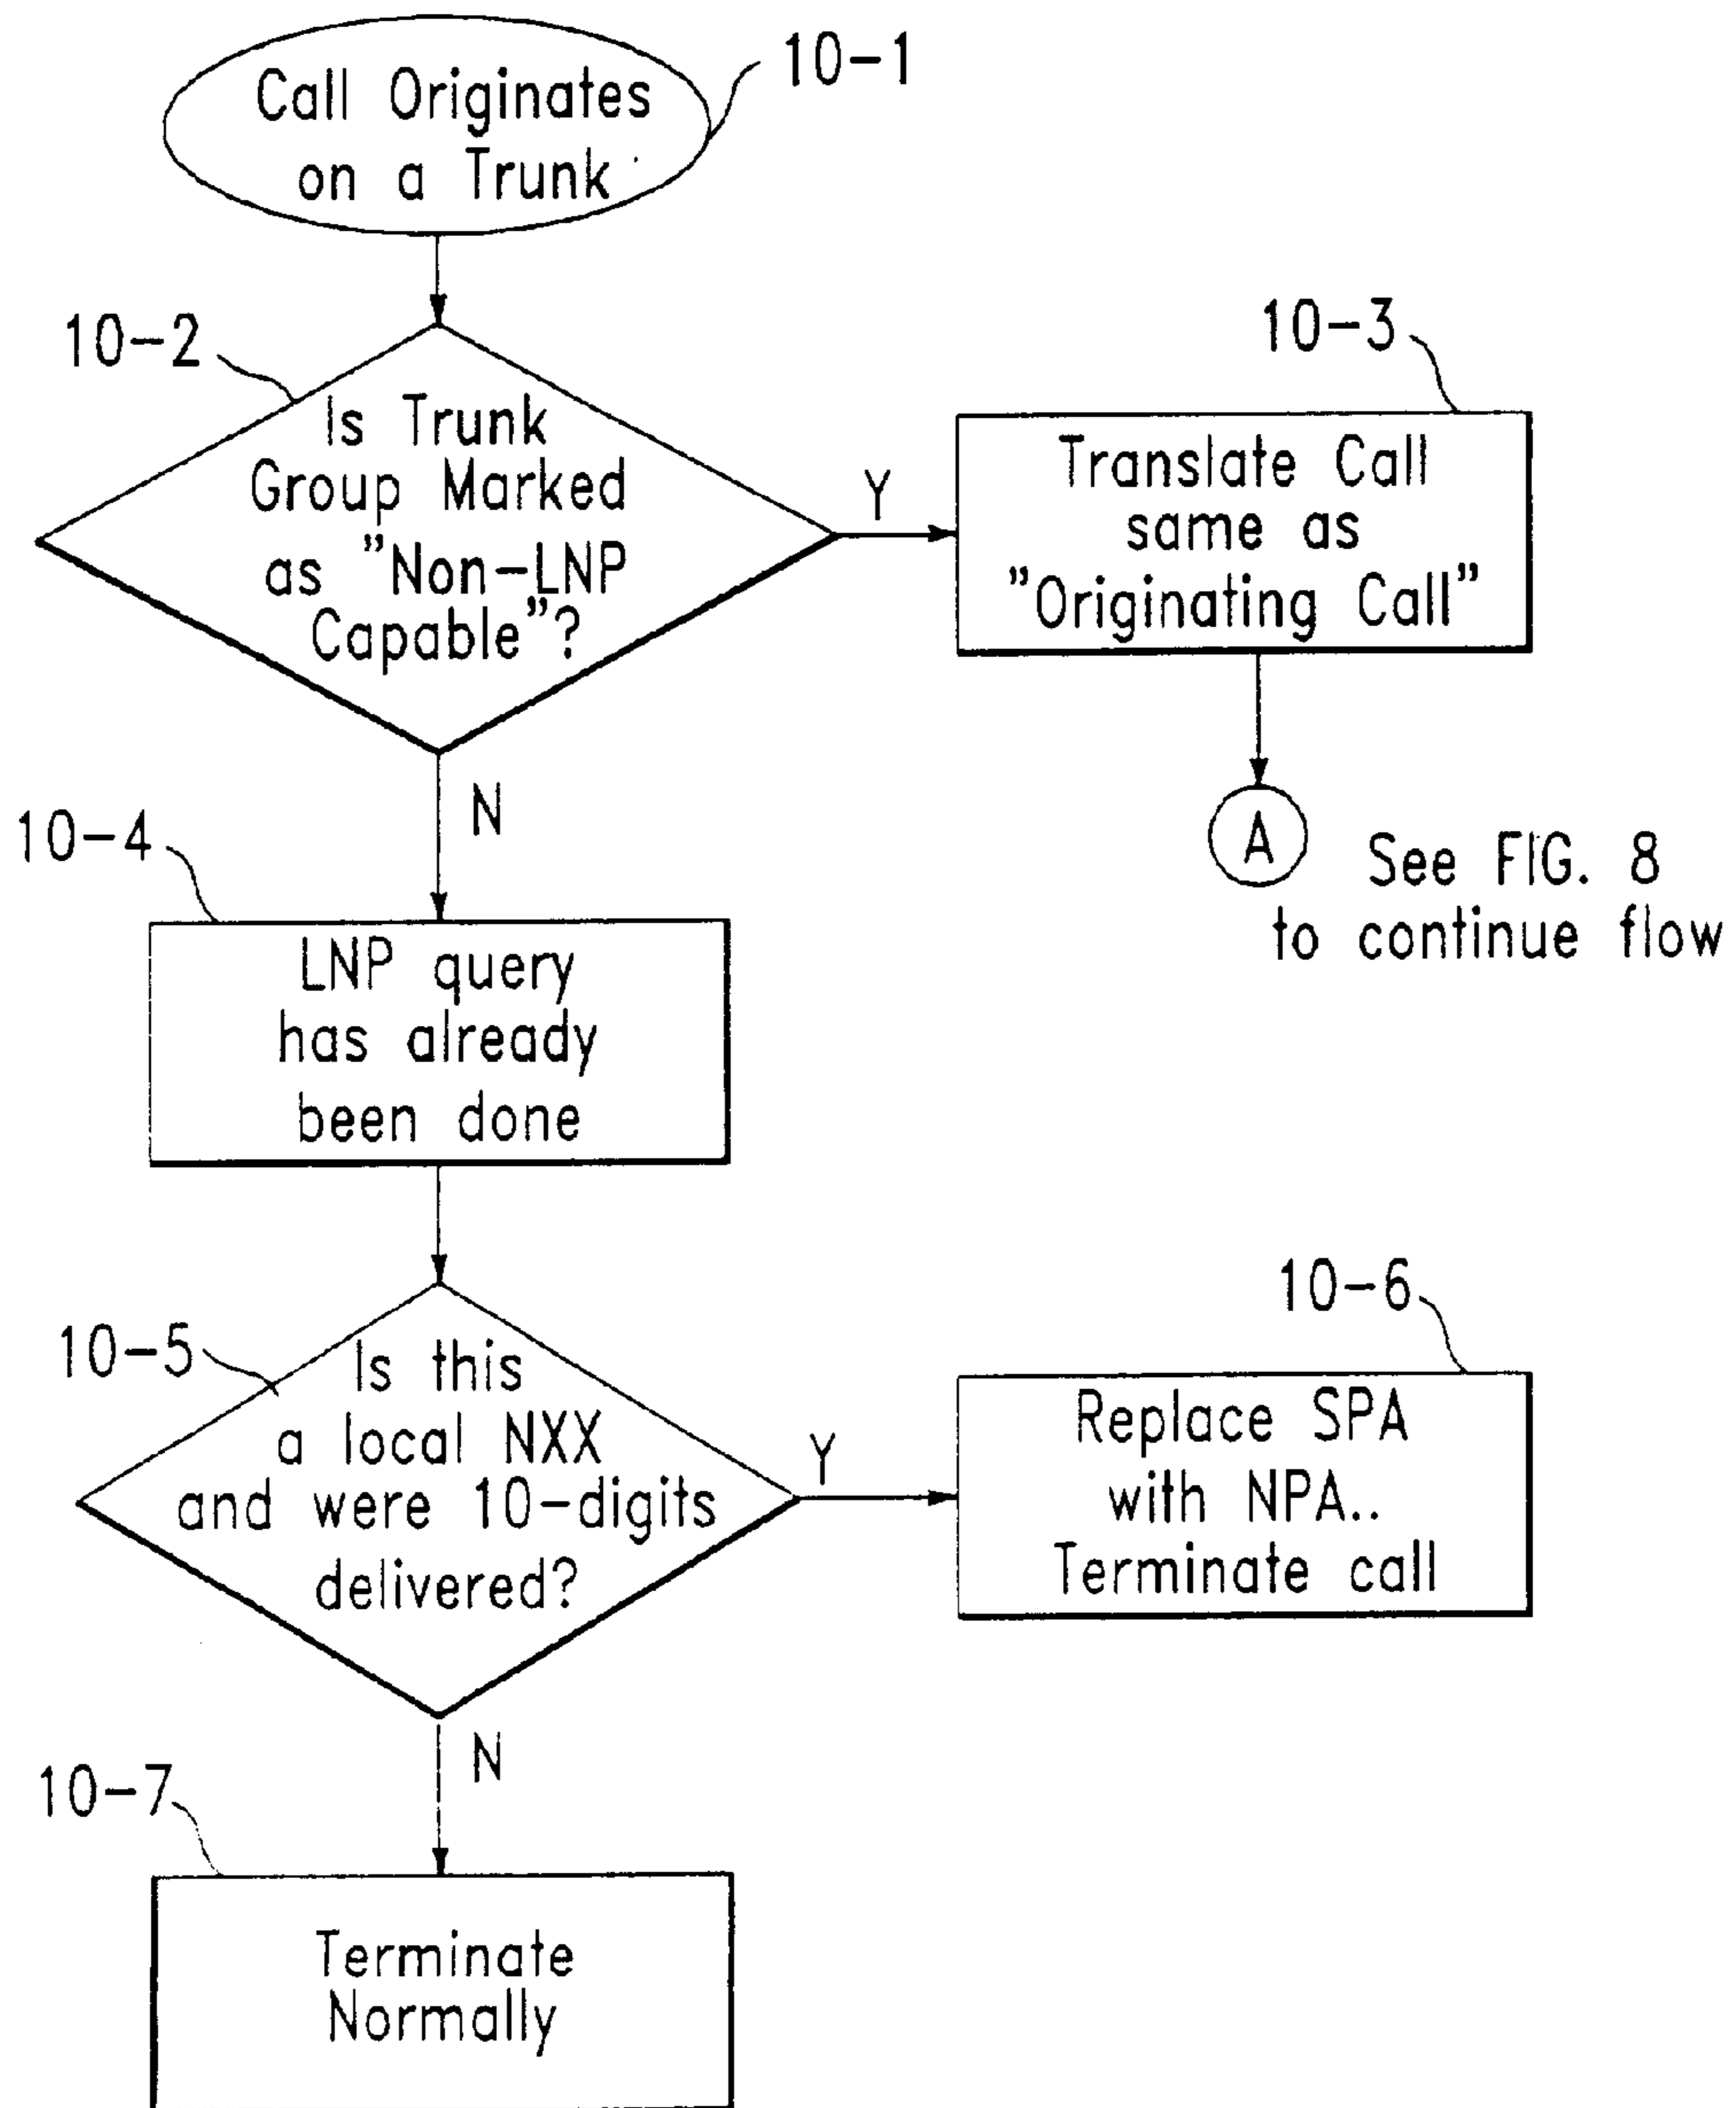 Call Originates
on a Trunk
10-1
10-2
Is Trunk
Group Marked
as "Non-LNP
Capable"?
Y
10-3
Translate Call
same as
"Originating Call"
N
A
See FIG. 8
to continue flow
10-4
LNP query
has already
been done
10-5
Is this
a local NXX
and were 10-digits
delivered?
Y
10-6
Replace SPA
with NPA..
Terminate call
N
10-7
Terminate
Normally